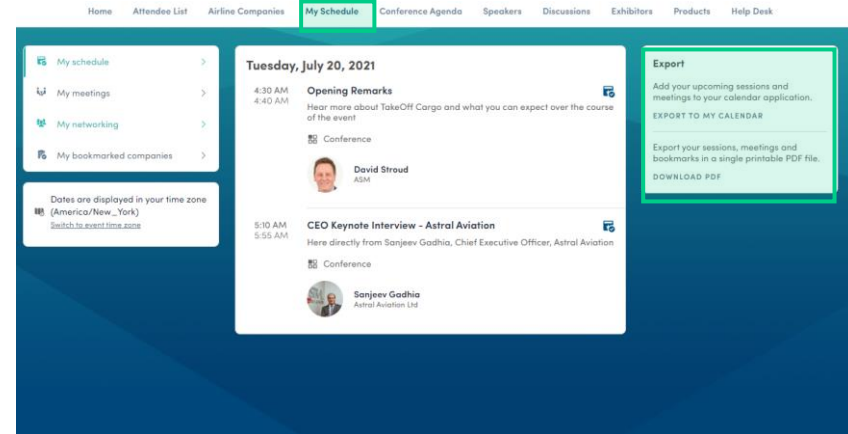 Home Attendee List Airline Companies My Schedule Conference Agenda Speakers Discussions Exhibitors Products Help Desk
My schedule
My meetings
My networking
My bookmarked companies
Dates are displayed in your time zone
(America/New_York)
Switch to event time zone
Tuesday, July 20, 2021
4:30 AM
4:40 AM
Opening Remarks
Hear more about TakeOff Cargo and what you can expect over the course
of the event
Conference
David Stroud
ASM
5:10 AM
5:55 AM
CEO Keynote Interview - Astral Aviation
Here directly from Sanjeev Gadhia, Chief Executive Officer, Astral Aviation
Conference
Sanjeev Gadhia
Astral Aviation Ltd
Export
Add your upcoming sessions and
meetings to your calendar application.
EXPORT TO MY CALENDAR
Export your sessions, meetings and
bookmarks in a single printable PDF file.
DOWNLOAD PDF